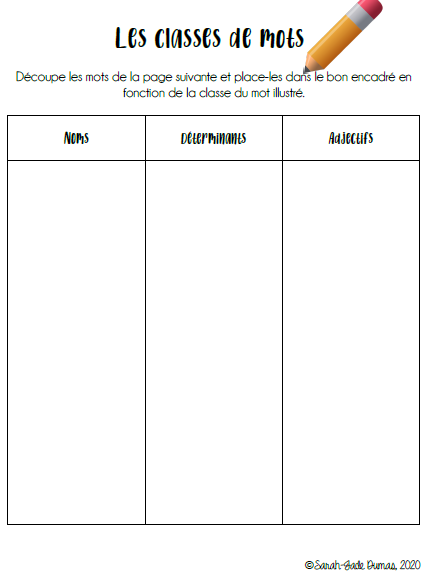 Les classes de mots
Découpe les mots de la page suivante et place-les dans le bon encadré en
fonction de la classe du mot illustré.
Noms Déterminants Adjectifs
©Sarah-Jade Dumas, 2020